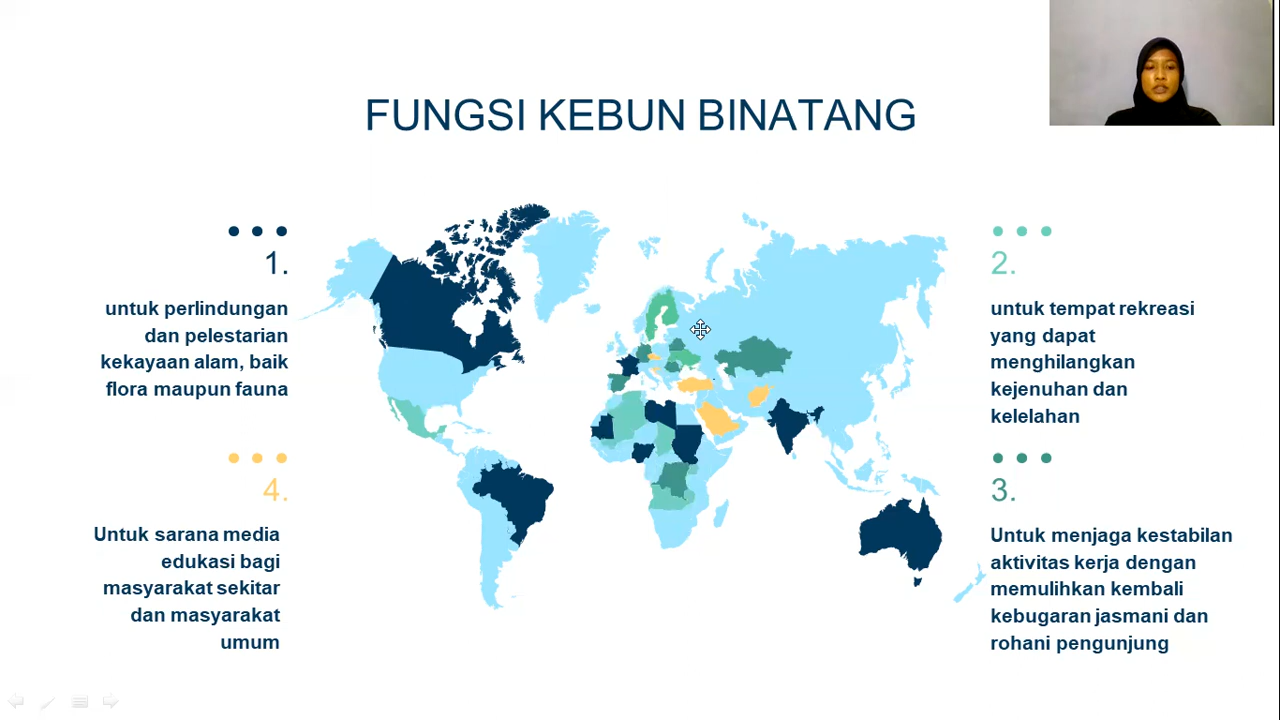 FUNGSI KEBUN BINATANG
1.
untuk perlindungan
dan pelestarian
kekayaan alam, baik
flora maupun fauna
2.
untuk tempat rekreasi
yang dapat
menghilangkan
kejenuhan dan
kelelahan
3.
Untuk menjaga kestabilan
aktivitas kerja dengan
memulihkan kembali
kebugaran jasmani dan
rohani pengunjung
4.
Untuk sarana media
edukasi bagi
masyarakat sekitar
dan masyarakat
umum